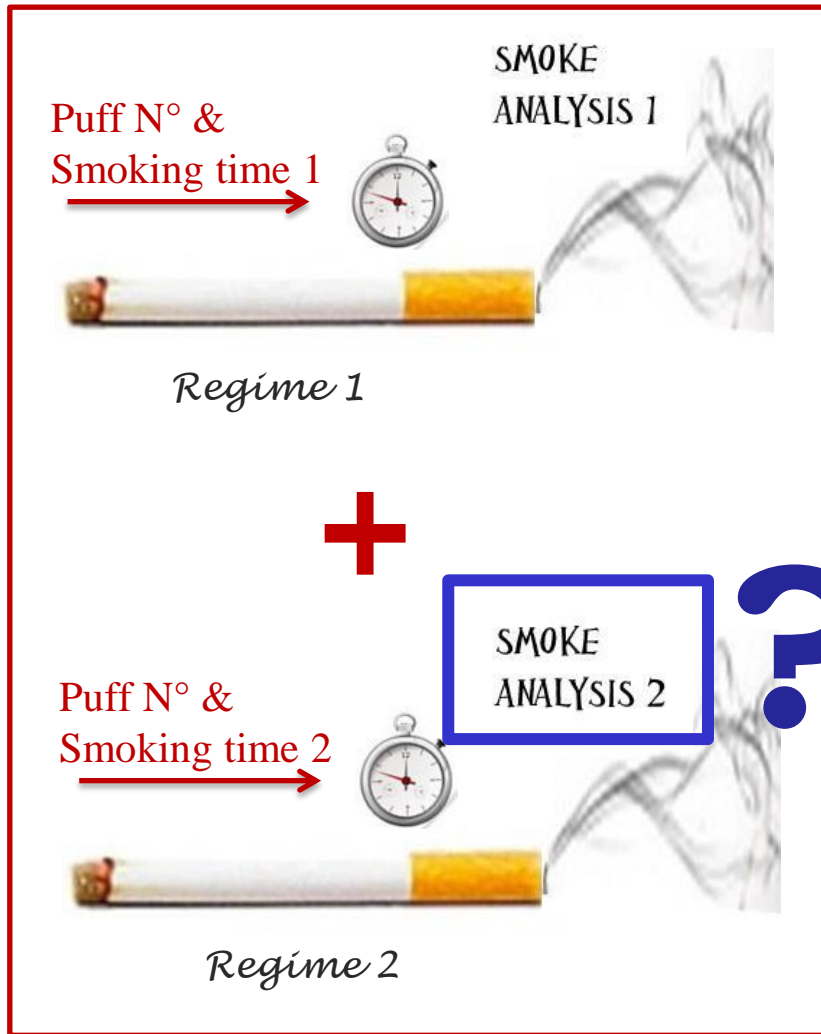 SMOKE
ANALYSIS 1
Puff N° &
Smoking time 1
Regime 1
+
SMOKE
ANALYSIS 2
?
Puff N° &
Smoking time 2
Regime 2